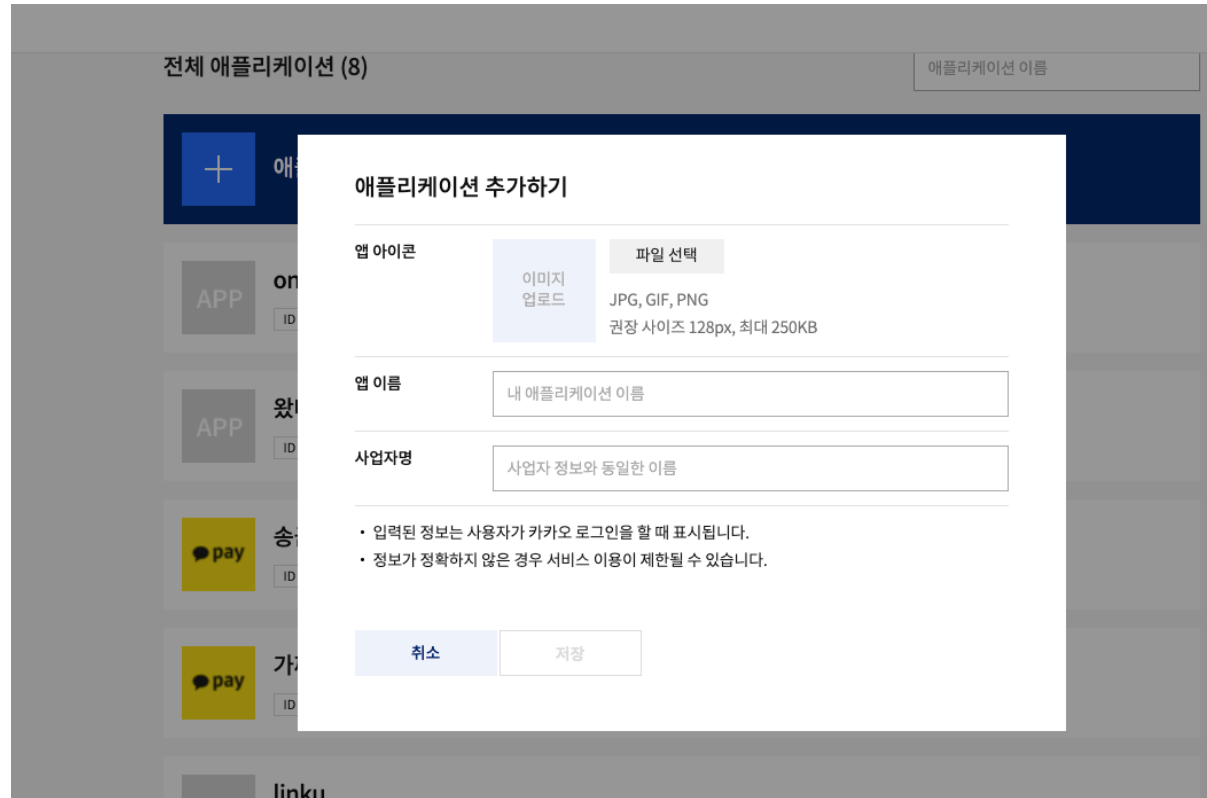 전체 애플리케이션 (8)
애플리케이션 이름
애플리케이션 추가하기
앱 아이콘
이미지
업로드
파일 선택
JPG, GIF, PNG
권장 사이즈 128px, 최대 250KB
앱 이름
내 애플리케이션 이름
사업자명
사업자 정보와 동일한 이름
• 입력된 정보는 사용자가 카카오 로그인을 할 때 표시됩니다.
• 정보가 정확하지 않은 경우 서비스 이용이 제한될 수 있습니다.
취소
저장
APP
on
ID
APP
ID
pay
ID
pay
ID
linku